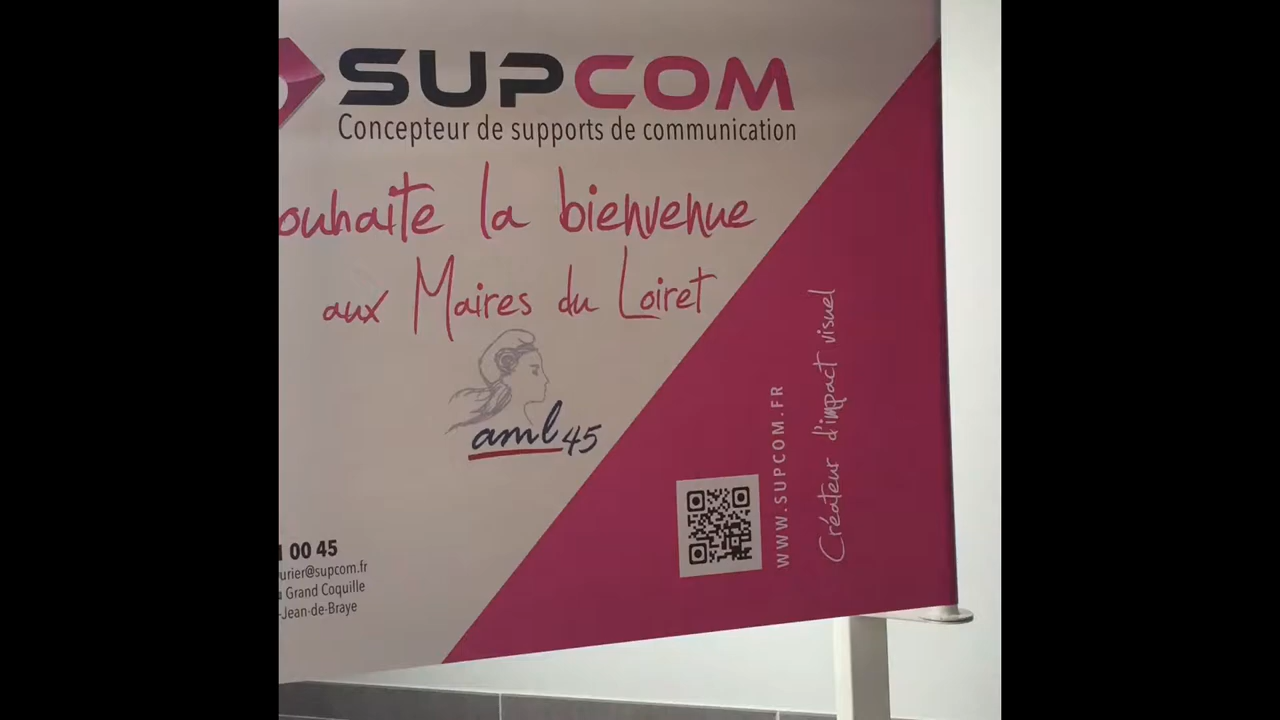 SUPCOM
Concepteur de supports de communication
ouhaite la bienvenue
aux Maires du Loiret
aml 45
00 45
urier@supcom.fr
Grand Coquille
-Jean-de-Braye
WWW.SUPCOM.FR
Créateur d'impact visuel